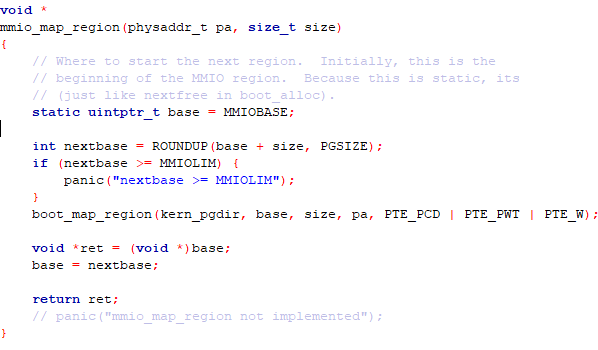 void *
mmio_map_region(physaddr_t pa, size_t size)
{
    // Where to start the next region.  Initially, this is the
    // beginning of the MMIO region.  Because this is static, its
    // (just like nextfree in boot_alloc).
    static uintptr_t base = MMIOBASE;

    int nextbase = ROUNDUP(base + size, PGSIZE);
    if (nextbase >= MMIOLIM) {
        panic("nextbase >= MMIOLIM");
    }
    boot_map_region(kern_pgdir, base, size, pa, PTE_PCD | PTE_PWT | PTE_W);

    void *ret = (void *)base;
    base = nextbase;

    return ret;
    // panic("mmio_map_region not implemented");
}